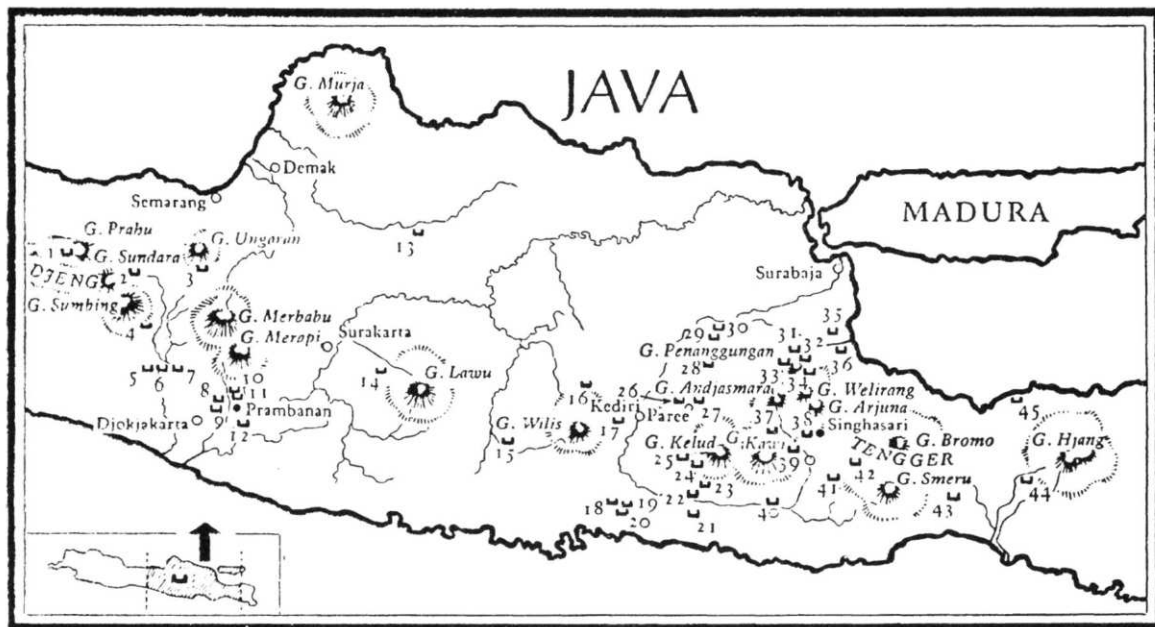 JAVA
MADURA
G. Murja
Demak
Semarang
G. Prahu
1
G. Sundara
2
G. Ungaran
3
DJENG
G. Sumbing
4
G. Merbabu
G. Merapi
Surakarta
5
6
7
8
9
10
11
Prambanan
Djokjakarta
12
13
14
G. Lawu
Surabaja
29
30
31
32
35
36
G. Penanggungan
28
33
34
26
G. Andjasmara
G. Welirang
16
Kediri
Paree
27
37
G. Arjuna
Singhasari
38
45
G. Wilis
17
15
G. Kelud
G. Kawi
G. Bromo
TENGGER
G. Hjang
25
24
39
42
41
G. Smeru
44
43
18
19
20
22
23
21
40